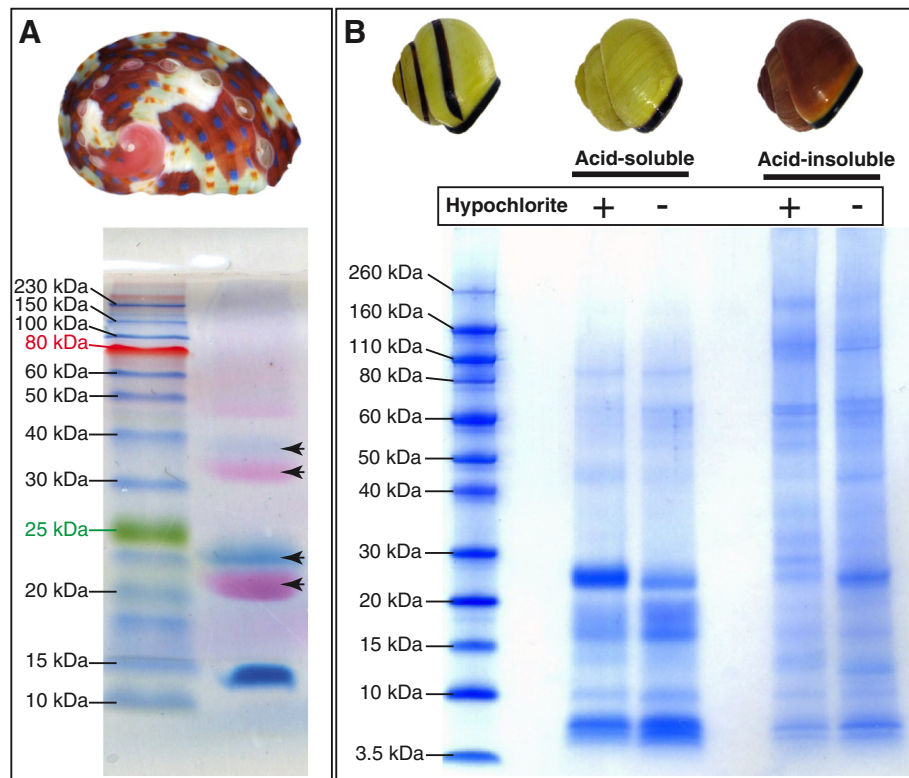 A
230 kDa
150 kDa
100 kDa
80 kDa
60 kDa
50 kDa
40 kDa
30 kDa
25 kDa
20 kDa
15 kDa
10 kDa
B
Acid-soluble Acid-insoluble
Hypochlorite + - + -
260 kDa
160 kDa
110 kDa
80 kDa
60 kDa
50 kDa
40 kDa
30 kDa
20 kDa
15 kDa
10 kDa
3.5 kDa